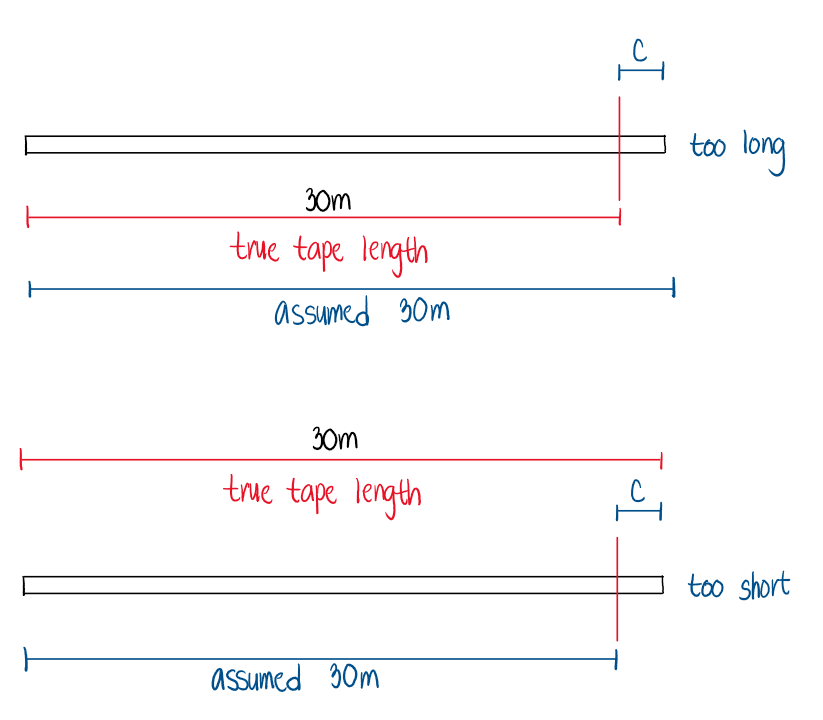 C
too long
30m
true tape length
assumed 30m
30m
true tape length
C
too short
assumed 30m